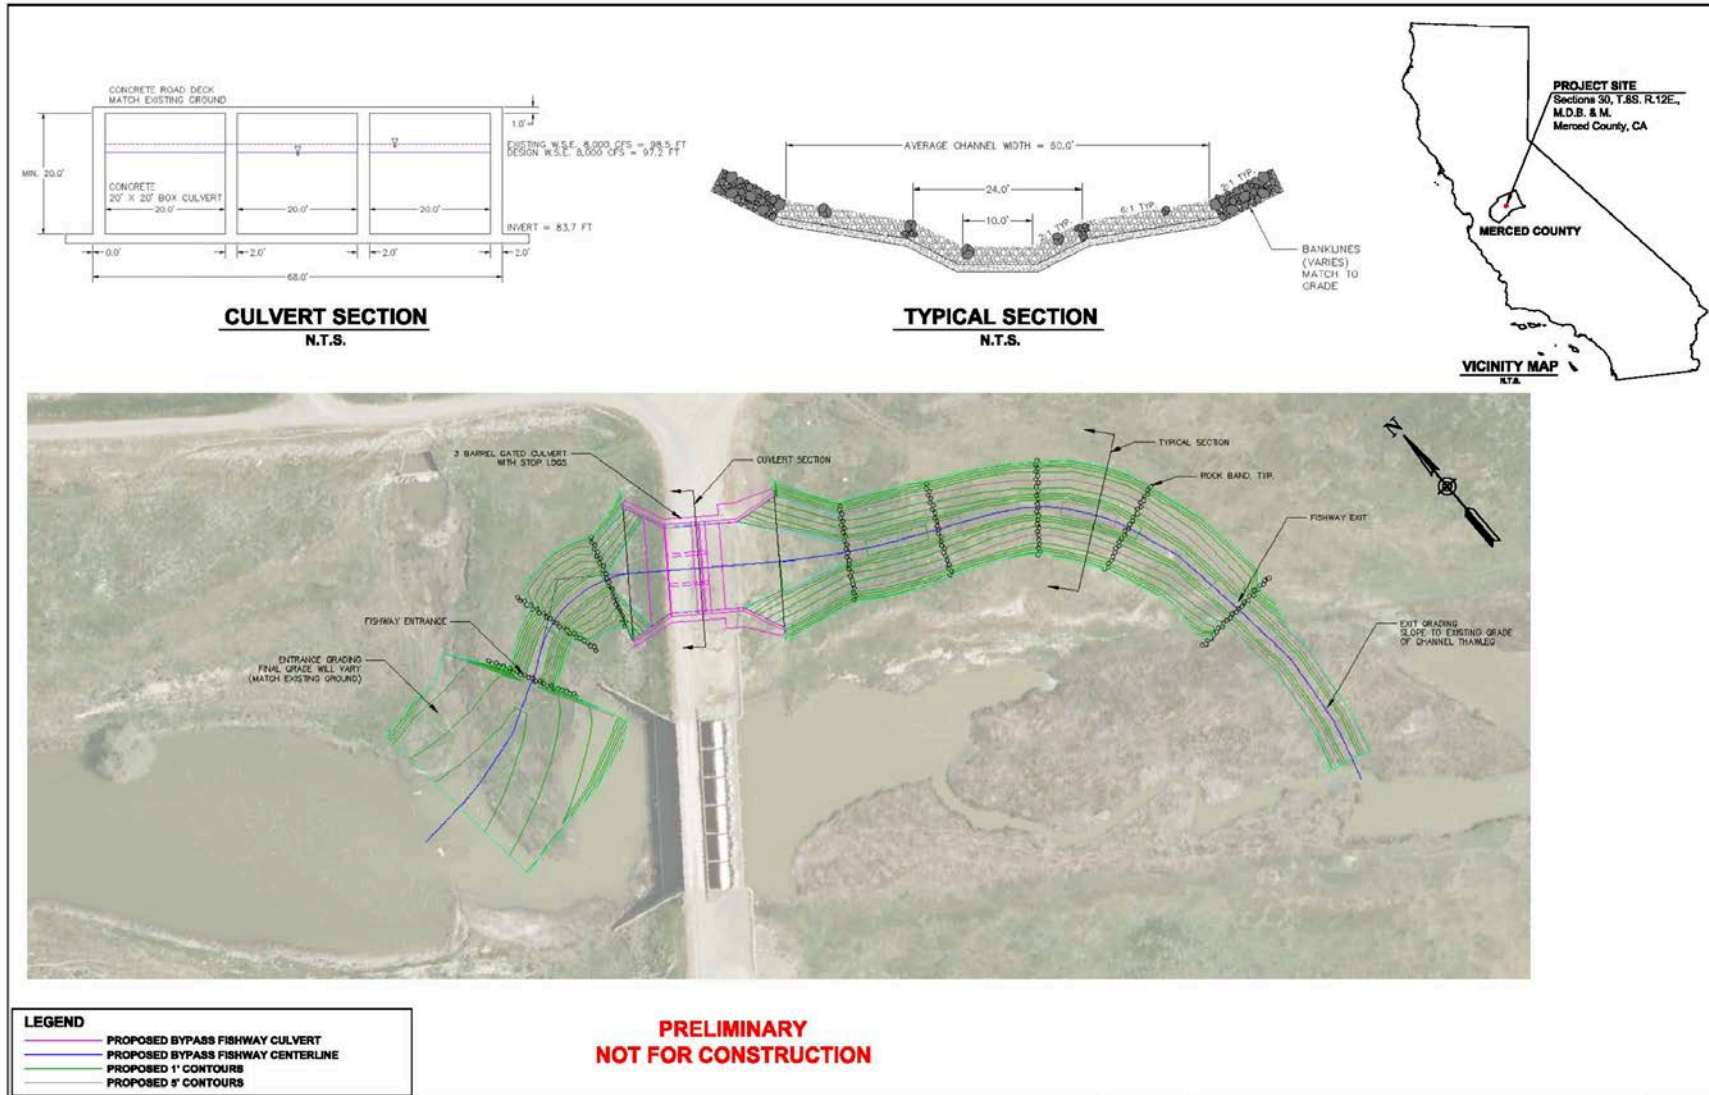 CONCRETE ROAD DECK
MATCH EXISTING GROUND
1.0'
EXISTING W.S.E. 8,000 CFS = 98.5 FT
DESIGN W.S.E. 8,000 CFS = 97.2 FT
MIN. 20.0'
CONCRETE
20' X 20' BOX CULVERT
20.0'
20.0'
20.0'
INVERT = 83.7 FT
0.0'
2.0'
2.0'
2.0'
68.0'
CULVERT SECTION
N.T.S.
AVERAGE CHANNEL WIDTH = 60.0'
24.0'
10.0'
2:1 TYP.
6:1 TYP.
2:1 TYP.
BANKLINES
(VARIES)
MATCH TO
GRADE
TYPICAL SECTION
N.T.S.
PROJECT SITE
Sections 30, T.8S. R.12E.,
M.D.B. & M.
Merced County, CA
MERCED COUNTY
VICINITY MAP
N.T.S.
3 BARREL GATED CULVERT
WITH STOP LOGS
CUVLERT SECTION
TYPICAL SECTION
ROCK BAND, TYP.
FISHWAY EXIT
N
FISHWAY ENTRANCE
ENTRANCE GRADING
FINAL GRADE WILL VARY
(MATCH EXISTING GROUND)
EXIT GRADING
SLOPE TO EXISTING GRADE
OF CHANNEL THAWLEG
LEGEND
PROPOSED BYPASS FISHWAY CULVERT
PROPOSED BYPASS FISHWAY CENTERLINE
PROPOSED 1' CONTOURS
PROPOSED 5' CONTOURS
PRELIMINARY
NOT FOR CONSTRUCTION